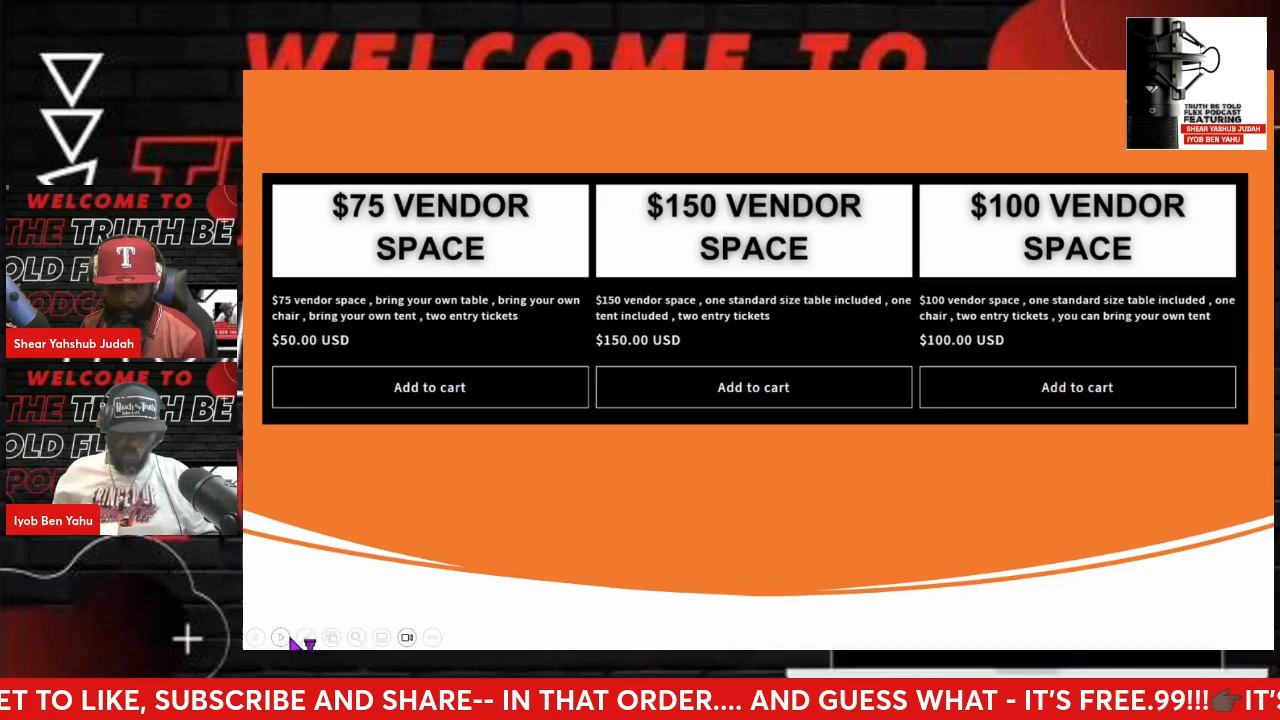 WELCOME TO
TRUTH BE TOLD
FLEX PODCAST
FEATURING
SHEAR YASHUB JUDAH
IYOB BEN YAHU
$75 VENDOR
SPACE
$75 vendor space , bring your own table , bring your own
chair , bring your own tent , two entry tickets
$50.00 USD
Add to cart
$150 VENDOR
SPACE
$150 vendor space , one standard size table included , one
tent included , two entry tickets
$150.00 USD
Add to cart
$100 VENDOR
SPACE
$100 vendor space , one standard size table included , one
chair , two entry tickets , you can bring your own tent
$100.00 USD
Add to cart
WELCOME TO
THE TRUTH BE
OLD F
T
Shear Yahshub Judah
WELCOME TO
THE TR H BE
OLD FL
Iyob Ben Yahu
ET TO LIKE, SUBSCRIBE AND SHARE-- IN THAT ORDER.... AND GUESS WHAT - IT'S FREE.99!!!👉🏿IT'S